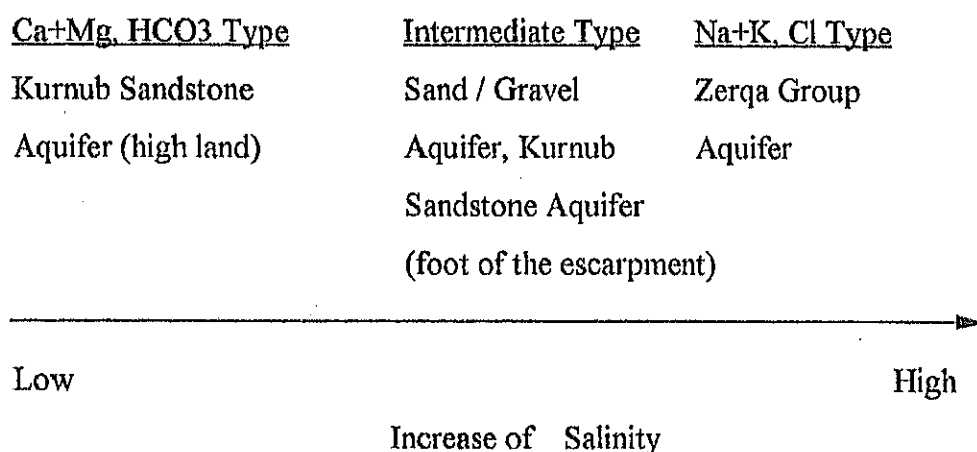 Ca+Mg, HCO3 Type Intermediate Type Na+K, Cl Type
Kurnub Sandstone Sand / Gravel Zerqa Group
Aquifer (high land) Aquifer, Kurnub Aquifer
Sandstone Aquifer
(foot of the escarpment)
Low High
Increase of Salinity